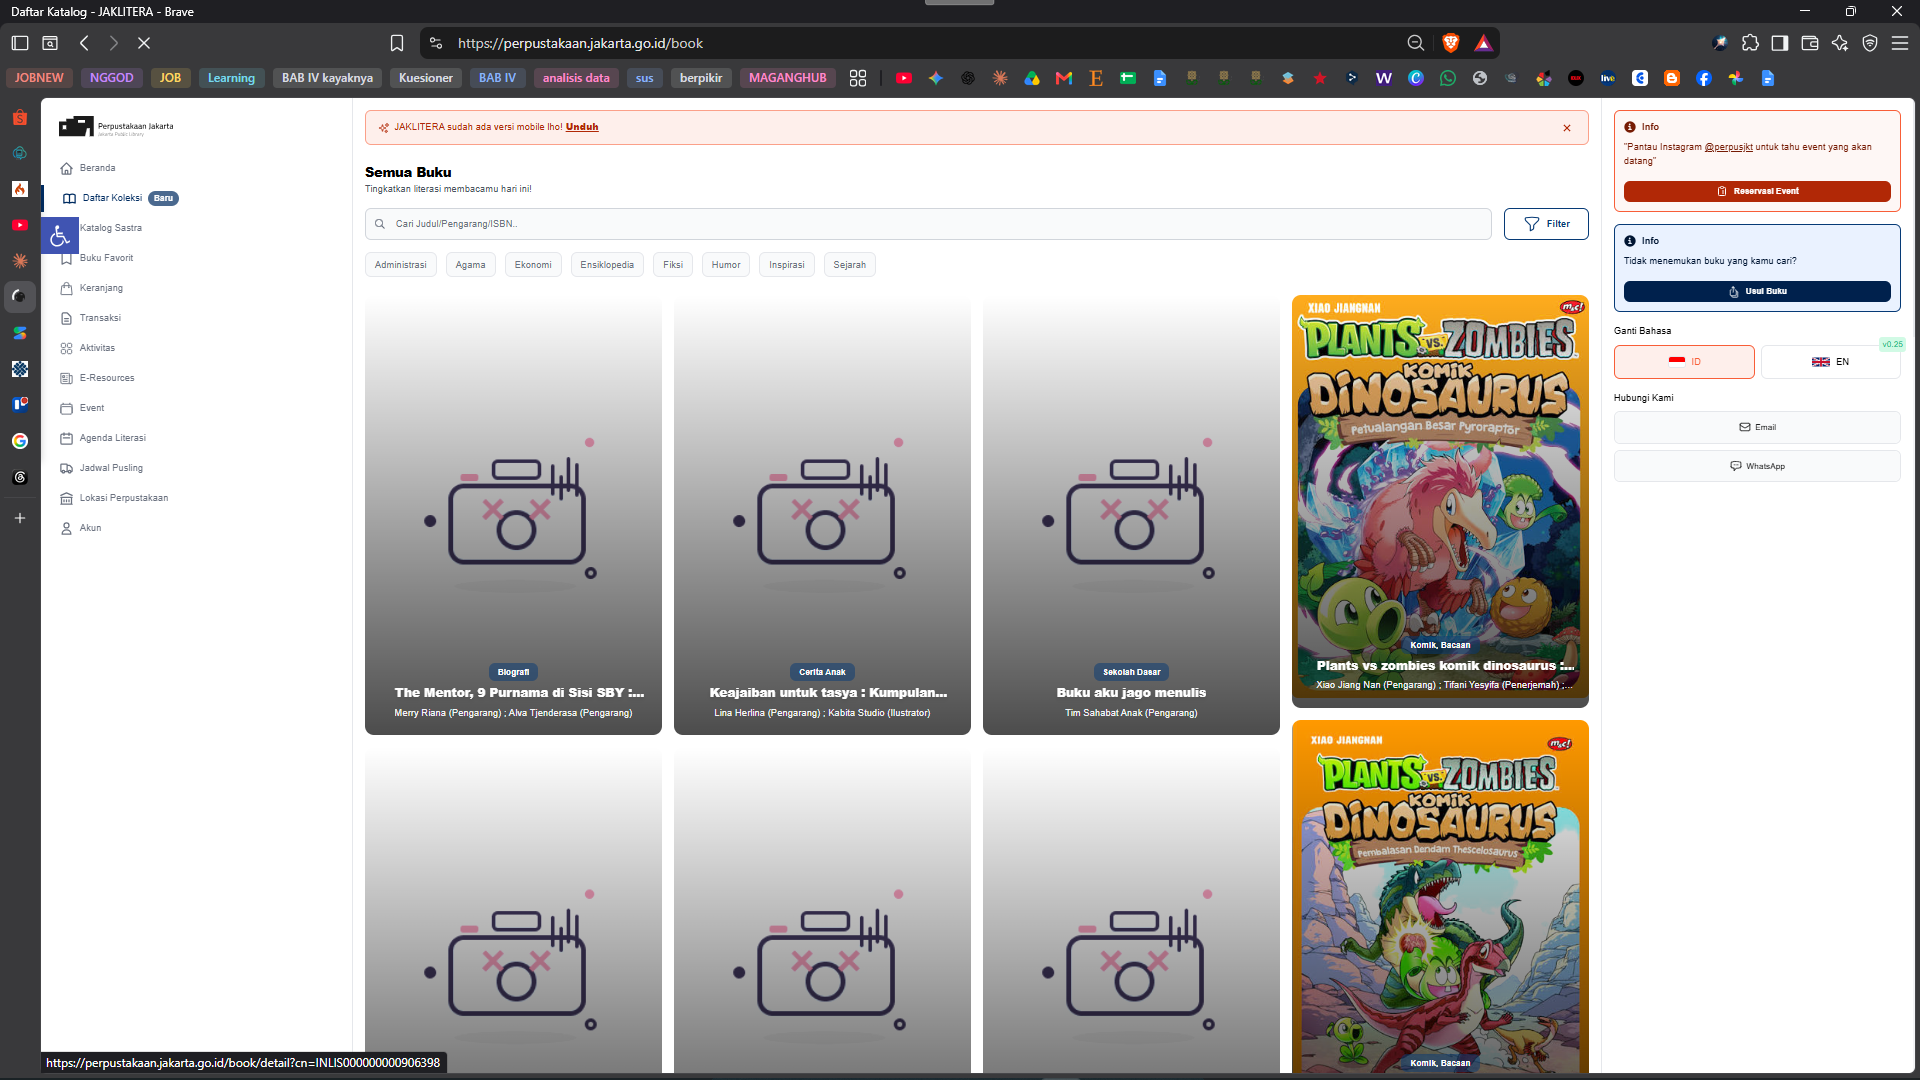 Daftar Katalog - JAKLITERA - Brave
https://perpustakaan.jakarta.go.id/book
JOBNEW
NGGOD
JOB
Learning
BAB IV kayaknya
Kuesioner
BAB IV
analisis data
sus
berpikir
MAGANGHUB
Perpustakaan Jakarta
Jakarta Public Library
Beranda
Daftar Koleksi
Baru
Katalog Sastra
Buku Favorit
Keranjang
Transaksi
Aktivitas
E-Resources
Event
Agenda Literasi
Jadwal Pusling
Lokasi Perpustakaan
Akun
JAKLITERA sudah ada versi mobile lho! Unduh
Semua Buku
Tingkatkan literasi membacamu hari ini!
Cari Judul/Pengarang/ISBN..
Filter
Administrasi
Agama
Ekonomi
Ensiklopedia
Fiksi
Humor
Inspirasi
Sejarah
Biografi
The Mentor, 9 Purnama di Sisi SBY :...
Merry Riana (Pengarang) ; Alva Tjenderasa (Pengarang)
Cerita Anak
Keajaiban untuk tasya : Kumpulan...
Lina Herlina (Pengarang) ; Kabita Studio (Ilustrator)
Sekolah Dasar
Buku aku jago menulis
Tim Sahabat Anak (Pengarang)
XIAO JIANGNAN
m&c!
PLANTS VS. ZOMBIES
KOMIK
DINOSAURUS
Petualangan Besar Pyroraptor
Komik, Bacaan
Plants vs zombies komik dinosaurus :...
Xiao Jiang Nan (Pengarang) ; Tifani Yesyifa (Penerjemah) ;...
XIAO JIANGNAN
m&c!
PLANTS VS. ZOMBIES
KOMIK
DINOSAURUS
Pembalasan Dendam Thescelosaurus
Komik, Bacaan
Info
"Pantau Instagram @perpusjkt untuk tahu event yang akan
datang"
Reservasi Event
Info
Tidak menemukan buku yang kamu cari?
Usul Buku
Ganti Bahasa
v0.25
ID
EN
Hubungi Kami
Email
WhatsApp
https://perpustakaan.jakarta.go.id/book/detail?cn=INLIS000000000906398